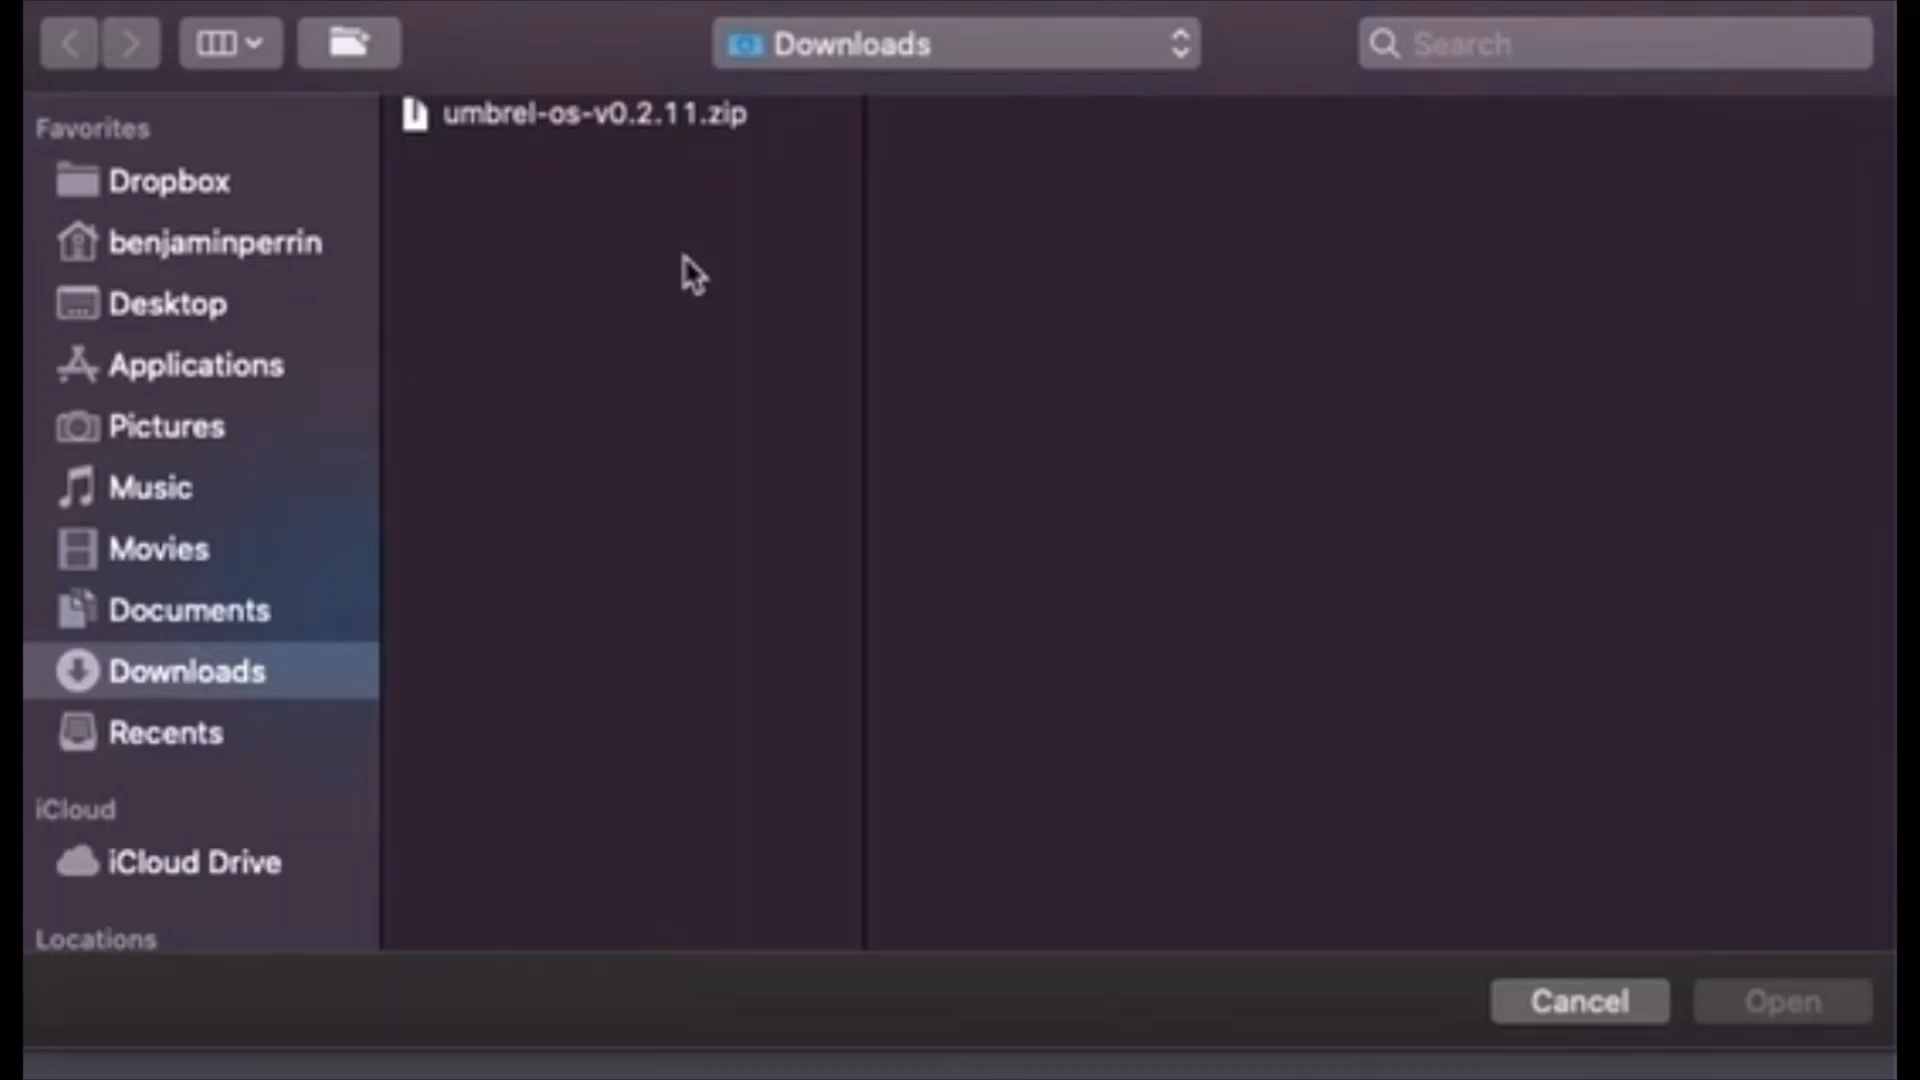 Downloads
Search
Favorites
umbrel-os-v0.2.11.zip
Dropbox
benjaminperrin
Desktop
Applications
Pictures
Music
Movies
Documents
Downloads
Recents
iCloud
iCloud Drive
Locations
Cancel
Open